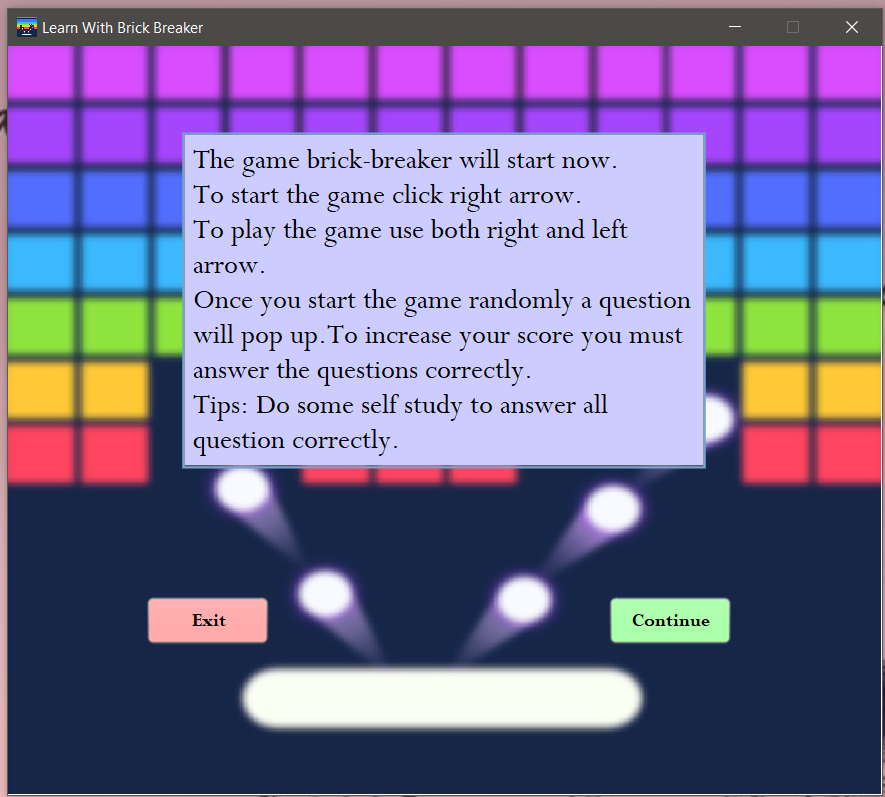 Learn With Brick Breaker
The game brick-breaker will start now.
To start the game click right arrow.
To play the game use both right and left
arrow.
Once you start the game randomly a question
will pop up.To increase your score you must
answer the questions correctly.
Tips: Do some self study to answer all
question correctly.
Exit
Continue